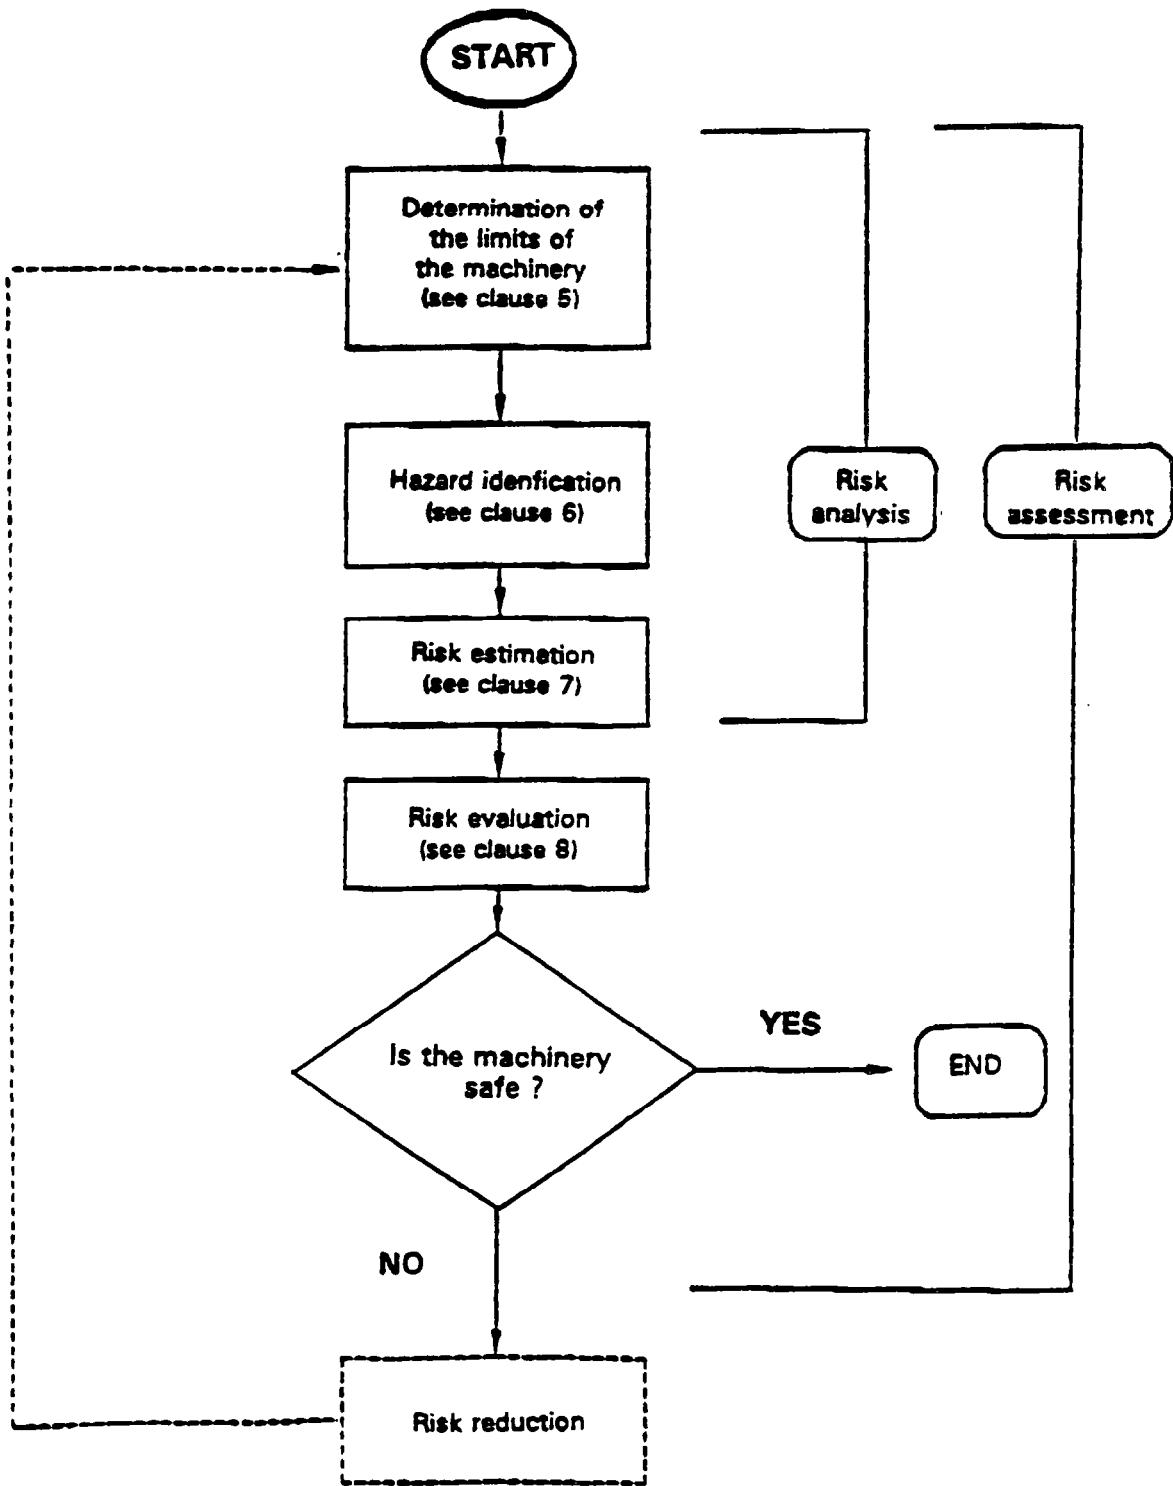 START
Determination of
the limits of
the machinery
(see clause 5)
Hazard idenfication
(see clause 6)
Risk
analysis
Risk
assessment
Risk estimation
(see clause 7)
Risk evaluation
(see clause 8)
Is the machinery
safe ?
YES
END
NO
Risk reduction